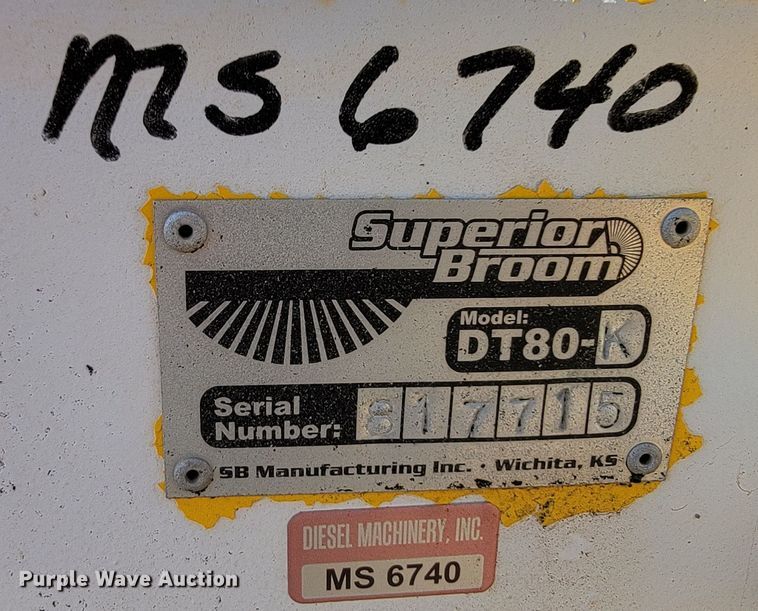 MS 6740
Superior
Broom
Model:
DT80-K
Serial
Number: 817715
SB Manufacturing Inc. · Wichita, KS
DIESEL MACHINERY, INC.
MS 6740
Purple Wave Auction